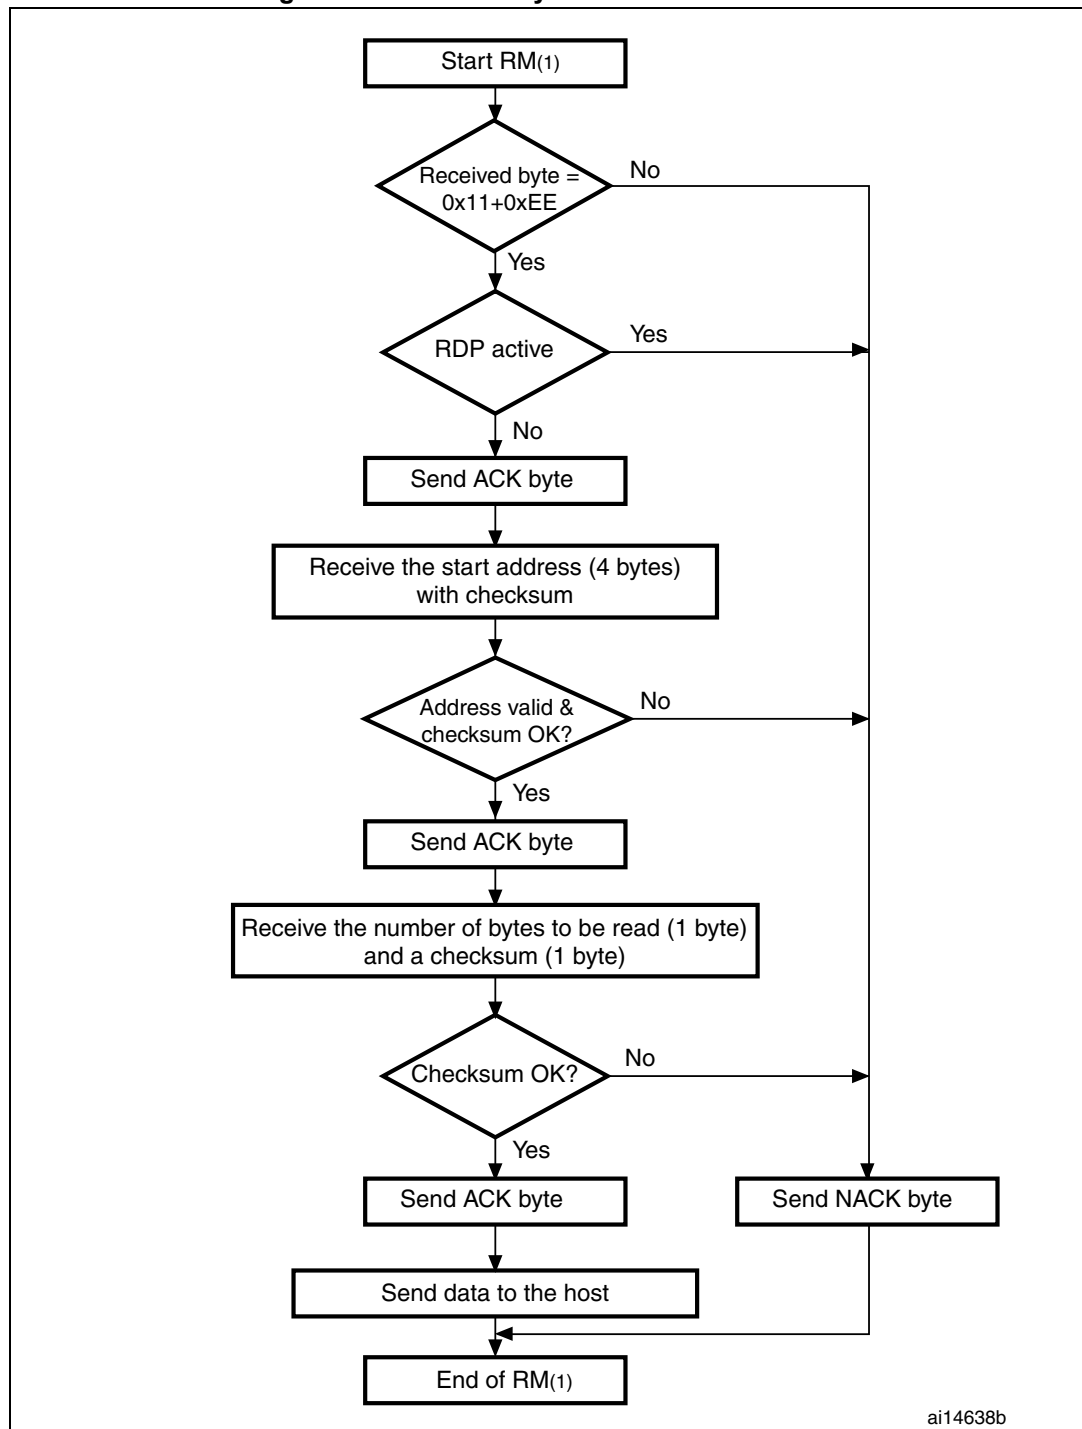 Start RM(1)
Received byte =
0x11+0xEE
No
Yes
RDP active
Yes
No
Send ACK byte
Receive the start address (4 bytes)
with checksum
Address valid &
checksum OK?
No
Yes
Send ACK byte
Receive the number of bytes to be read (1 byte)
and a checksum (1 byte)
Checksum OK?
No
Yes
Send ACK byte
Send NACK byte
Send data to the host
End of RM(1)
ai14638b